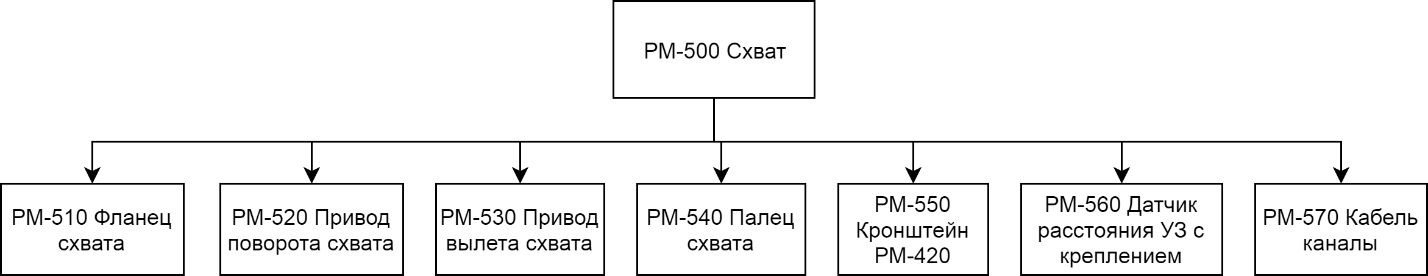 РМ-500 Схват
РМ-510 Фланец
схвата
РМ-520 Привод
поворота схвата
РМ-530 Привод
вылета схвата
РМ-540 Палец
схвата
РМ-550
Кронштейн
РМ-420
РМ-560 Датчик
расстояния УЗ с
креплением
РМ-570 Кабель
каналы